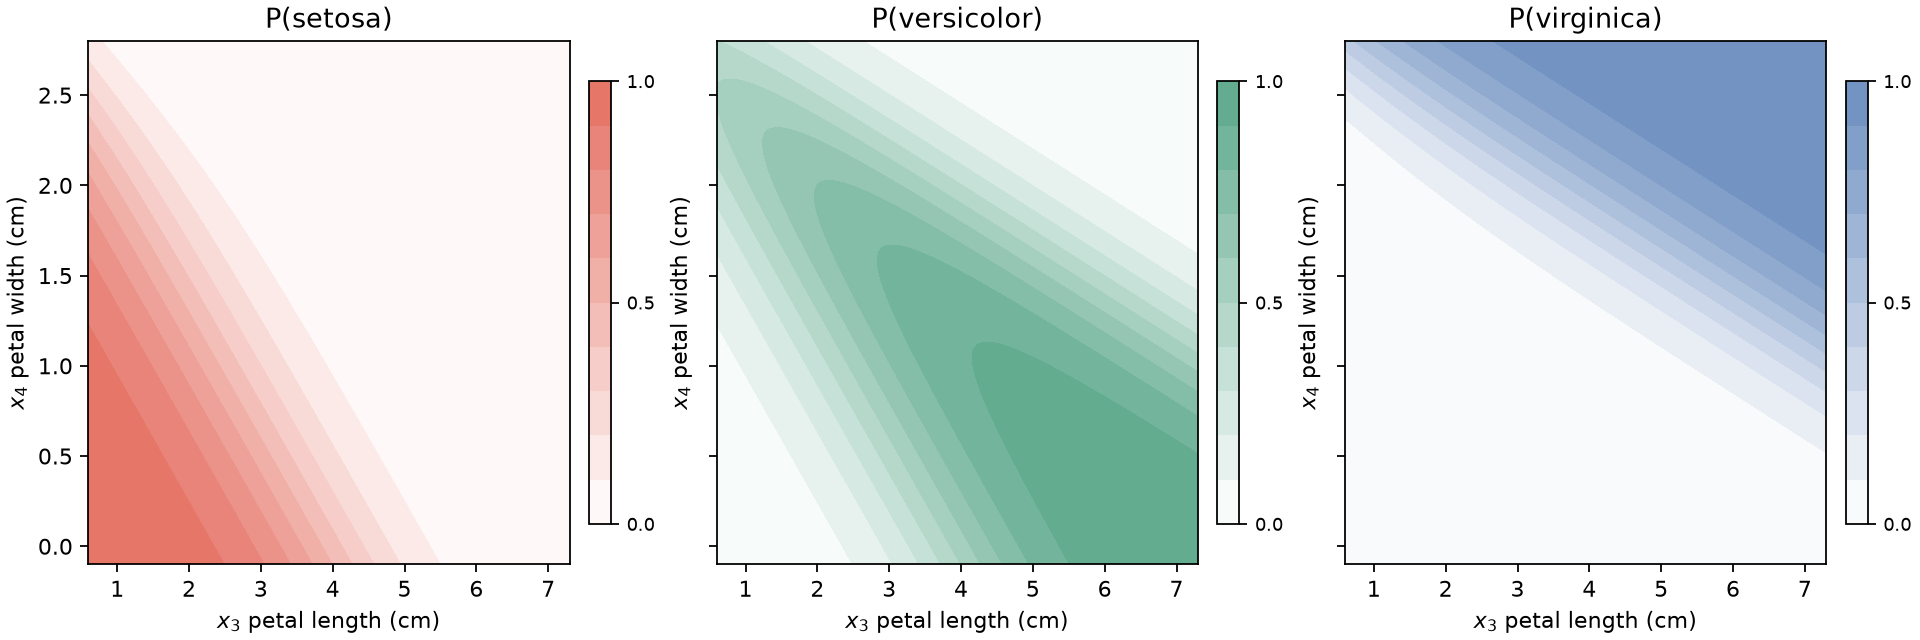 P(setosa)
P(versicolor)
P(virginica)
1.0
0.5
0.0
1.0
0.5
0.0
1.0
0.5
0.0
2.5
2.0
1.5
1.0
0.5
0.0
x₄ petal width (cm)
x₄ petal width (cm)
x₄ petal width (cm)
1 2 3 4 5 6 7
1 2 3 4 5 6 7
1 2 3 4 5 6 7
x₃ petal length (cm)
x₃ petal length (cm)
x₃ petal length (cm)